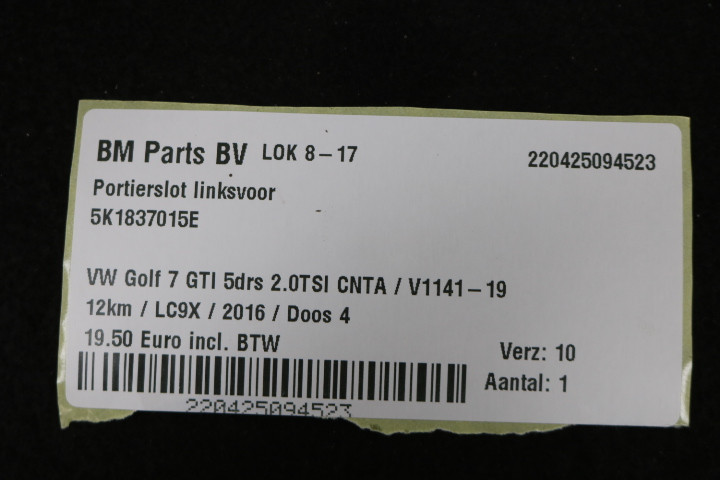 BM Parts BV LOK 8-17 220425094523
Portierslot linksvoor
5K1837015E
VW Golf 7 GTI 5drs 2.0TSI CNTA / V1141-19
12km / LC9X / 2016 / Doos 4
19.50 Euro incl. BTW
Verz: 10
Aantal: 1
220425094523